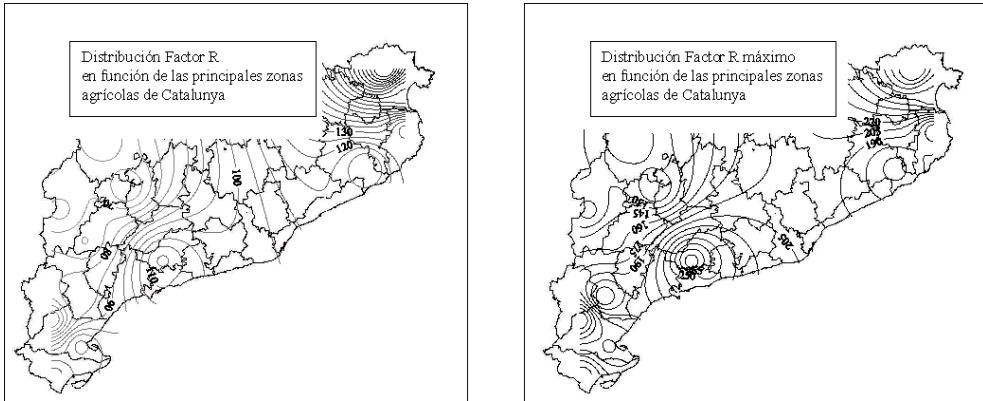 Distribución Factor R
en función de las principales zonas
agrícolas de Catalunya
130
120
100
80
110
90
Distribución Factor R máximo
en función de las principales zonas
agrícolas de Catalunya
220
205
190
145
160
190
205